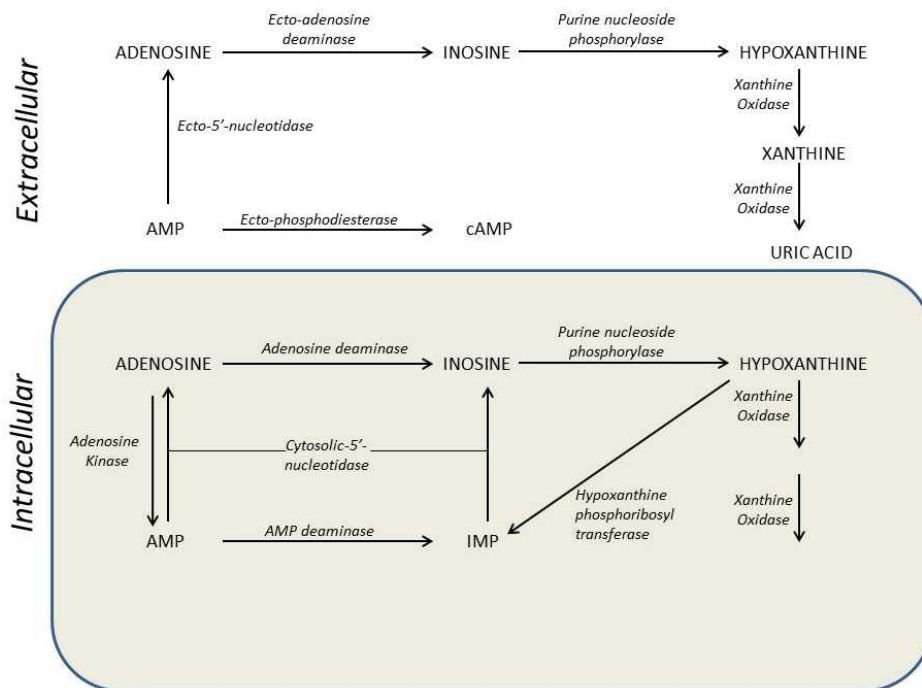 Extracellular
Ecto-adenosine
deaminase
Purine nucleoside
phosphorylase
ADENOSINE
INOSINE
HYPOXANTHINE
Xanthine
Oxidase
Ecto-5’-nucleotidase
XANTHINE
Xanthine
Oxidase
AMP
Ecto-phosphodiesterase
cAMP
URIC ACID
Intracellular
Purine nucleoside
phosphorylase
ADENOSINE
Adenosine deaminase
INOSINE
HYPOXANTHINE
Xanthine
Oxidase
Adenosine
Kinase
Cytosolic-5’-
nucleotidase
Hypoxanthine
phosphoribosyl
transferase
Xanthine
Oxidase
AMP
AMP deaminase
IMP